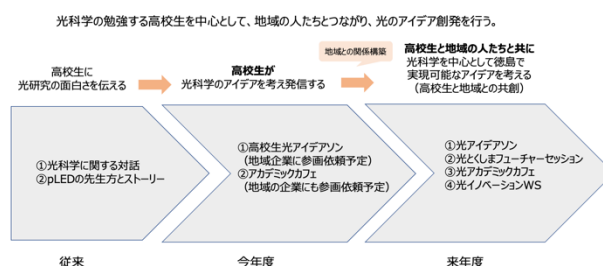 光科学の勉強する高校生を中心として、地域の人たちとつながり、光のアイデア創発を行う。
高校生に
光研究の面白さを伝える
高校生が
光科学のアイデアを考え発信する
地域との関係構築
高校生と地域の人たちと共に
光科学を中心として徳島で
実現可能なアイデアを考える
（高校生と地域との共創）
①光科学に関する対話
②pLEDの先生方とストーリー
①高校生光アイデアソン
（地域企業に参画依頼予定）
②アカデミックカフェ
（地域の企業にも参画依頼予定）
①光アイデアソン
②光とくしまフューチャーセッション
③光アカデミックカフェ
④光イノベーションWS
従来
今年度
来年度